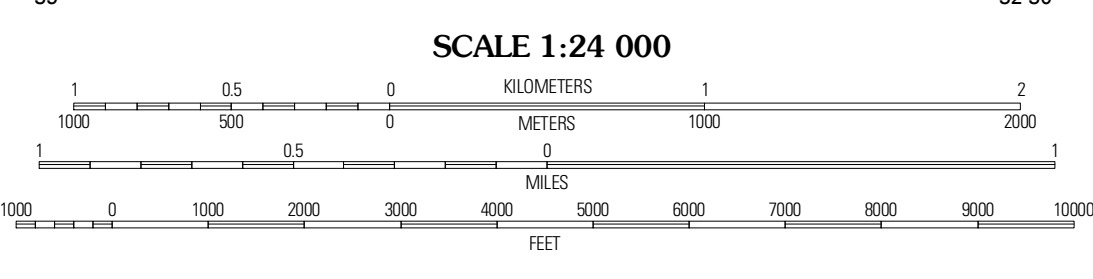 SCALE 1:24 000
1 0.5 0 KILOMETERS 1 2
1000 500 0 METERS 1000 2000
1 0.5 0 1
MILES
1000 0 1000 2000 3000 4000 5000 6000 7000 8000 9000 10000
FEET